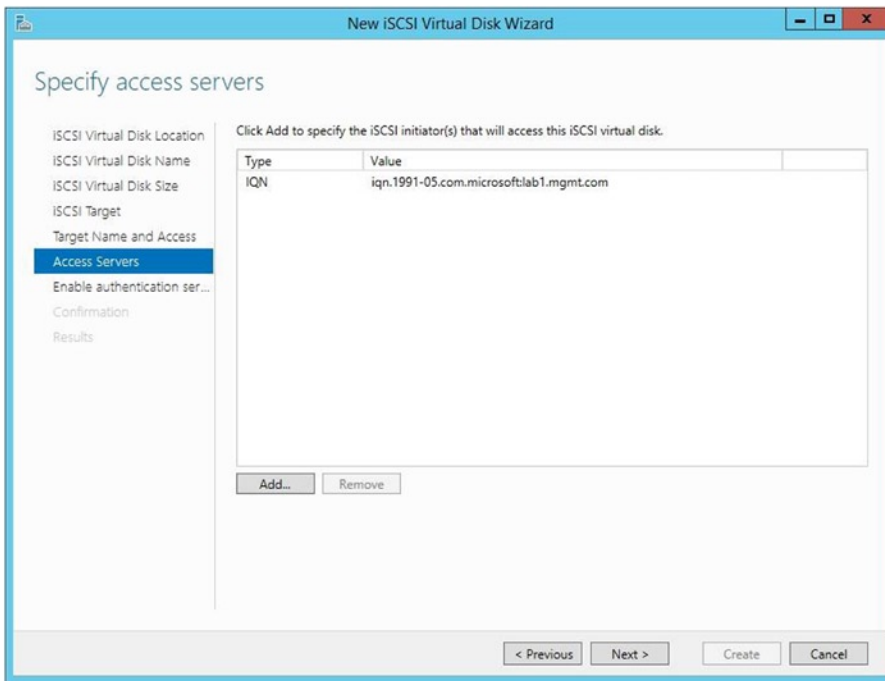 New iSCSI Virtual Disk Wizard
Specify access servers
iSCSI Virtual Disk Location
iSCSI Virtual Disk Name
iSCSI Virtual Disk Size
iSCSI Target
Target Name and Access
Access Servers
Enable authentication ser...
Confirmation
Results
Click Add to specify the iSCSI initiator(s) that will access this iSCSI virtual disk.
Type Value
IQN iqn.1991-05.com.microsoft:lab1.mgmt.com
Add... Remove
< Previous Next > Create Cancel